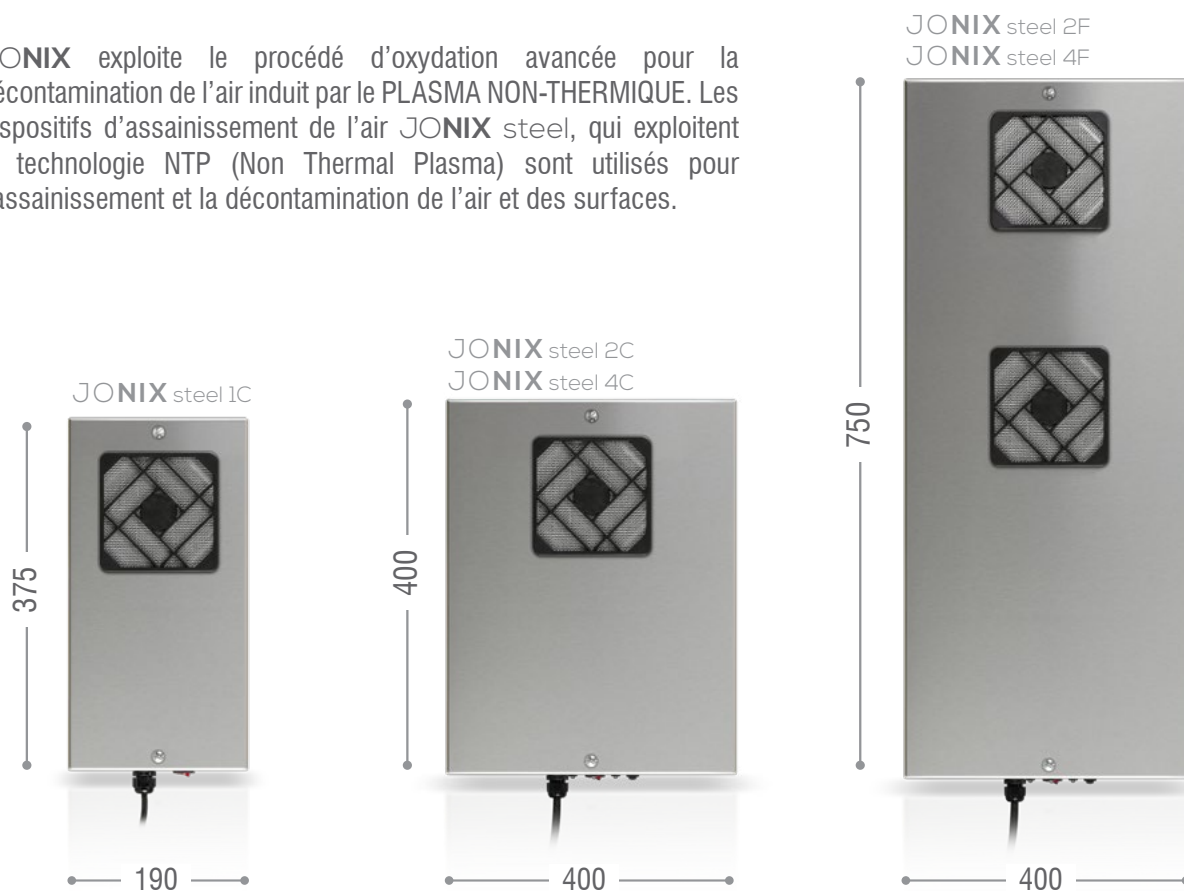 JONIX exploite le procédé d'oxydation avancée pour la
écontamination de l'air induit par le PLASMA NON-THERMIQUE. Les
ispositifs d'assainissement de l'air JONIX steel, qui exploitent
technologie NTP (Non Thermal Plasma) sont utilisés pour
assainissement et la décontamination de l'air et des surfaces.
JONIX steel 2F
JONIX steel 4F
JONIX steel 2C
JONIX steel 4C
JONIX steel 1C
375
400
750
190
400
400